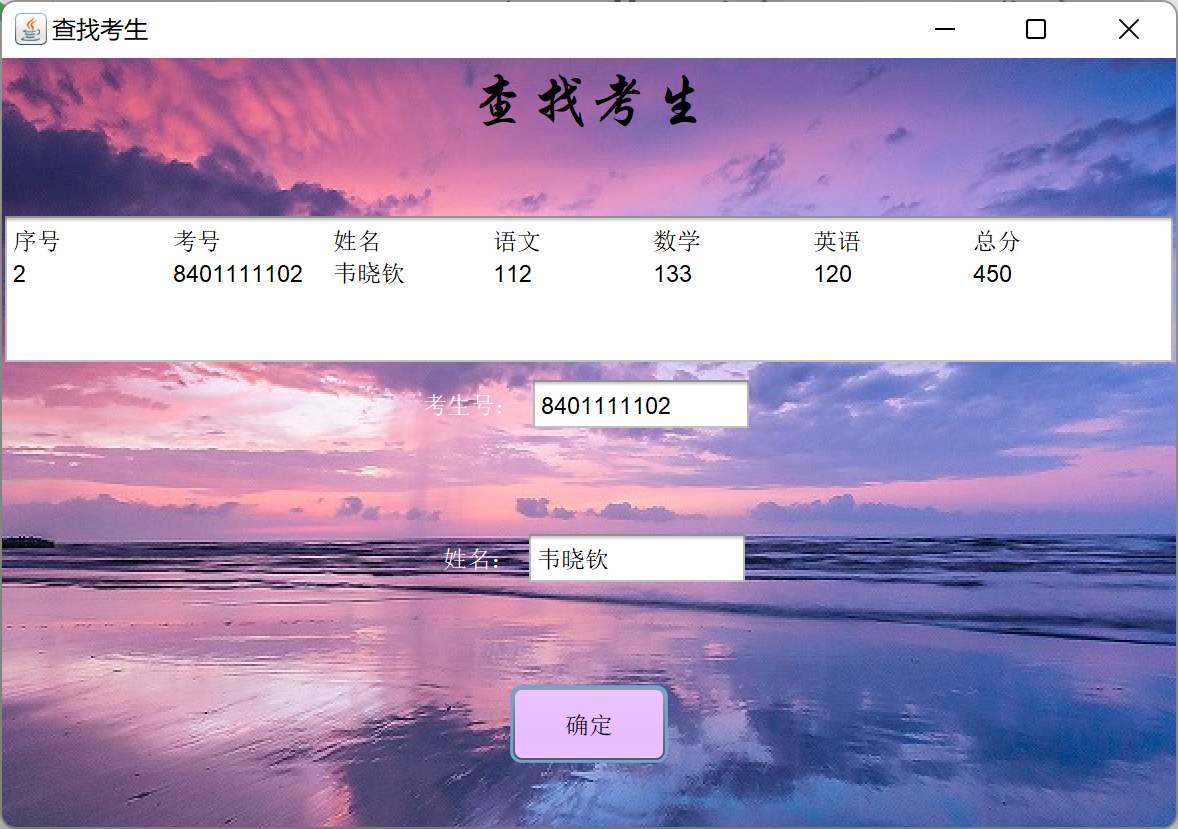 查找考生
查找考生
序号 考号 姓名 语文 数学 英语 总分
2 8401111102 韦晓钦 112 133 120 450
考生号： 8401111102
姓名： 韦晓钦
确定